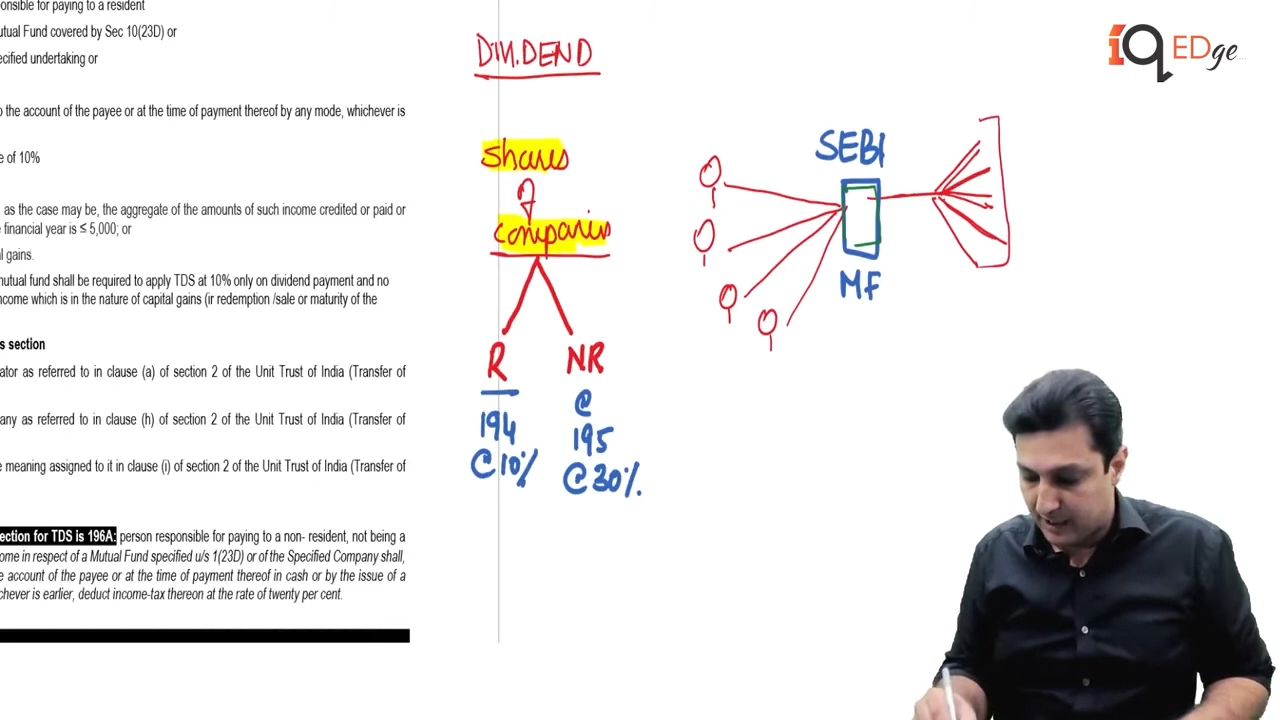 ponsible for paying to a resident
utual Fund covered by Sec 10(23D) or
ecified undertaking or
o the account of the payee or at the time of payment thereof by any mode, whichever is
e of 10%
as the case may be, the aggregate of the amounts of such income credited or paid or
e financial year is ≤ 5,000; or
al gains.
mutual fund shall be required to apply TDS at 10% only on dividend payment and no
ncome which is in the nature of capital gains (ir redemption /sale or maturity of the
s section
ator as referred to in clause (a) of section 2 of the Unit Trust of India (Transfer of
any as referred to in clause (h) of section 2 of the Unit Trust of India (Transfer of
e meaning assigned to it in clause (i) of section 2 of the Unit Trust of India (Transfer of
ection for TDS is 196A: person responsible for paying to a non- resident, not being a
ome in respect of a Mutual Fund specified u/s 1(23D) or of the Specified Company shall,
e account of the payee or at the time of payment thereof in cash or by the issue of a
chever is earlier, deduct income-tax thereon at the rate of twenty per cent.
DIVIDEND
Shares
of
companies
R
194
@10%
NR
@
195
@30%.
SEBI
MF
iQ EDge....